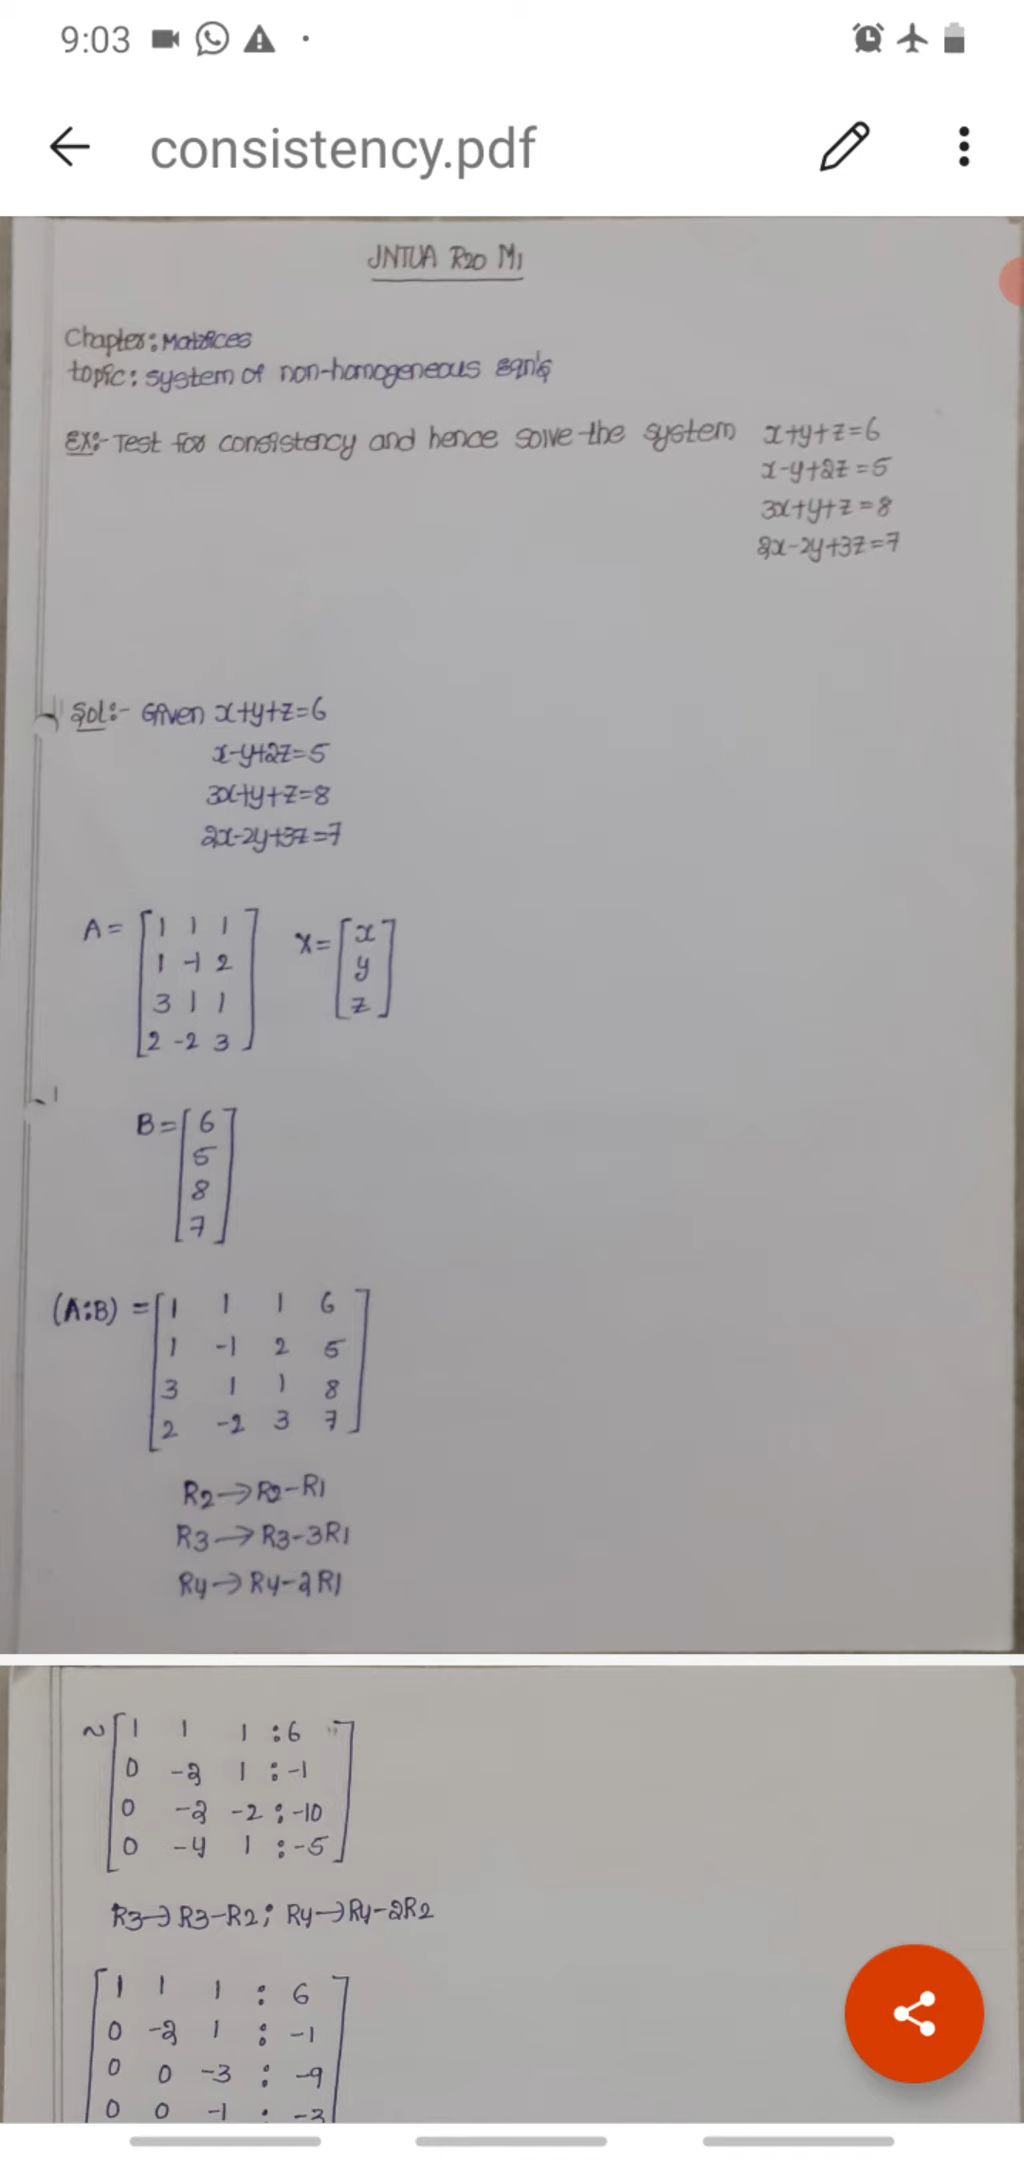 9:03
consistency.pdf
JNTUA R20 M1
Chapter: Matrices
topic: system of non-homogeneous eqn's
Ex:- Test for consistency and hence solve the system x+y+z=6
x-y+2z=5
3x+y+z=8
2x-2y+3z=7
Sol:- Given x+y+z=6
x-y+2z=5
3x+y+z=8
2x-2y+3z=7
A= [1 1 1 X= [x
1 -1 2 y
3 1 1 z]
2 -2 3]
B= [6
5
8
7]
(A:B) = [1 1 1 6
1 -1 2 5
3 1 1 8
2 -2 3 7]
R2→R2-R1
R3→R3-3R1
R4→R4-2R1
~ [1 1 1 :6
0 -2 1 :-1
0 -2 -2 :-10
0 -4 1 :-5]
R3→R3-R2; R4→R4-2R2
[1 1 1 : 6
0 -2 1 : -1
0 0 -3 : -9
0 0 -1 : -3